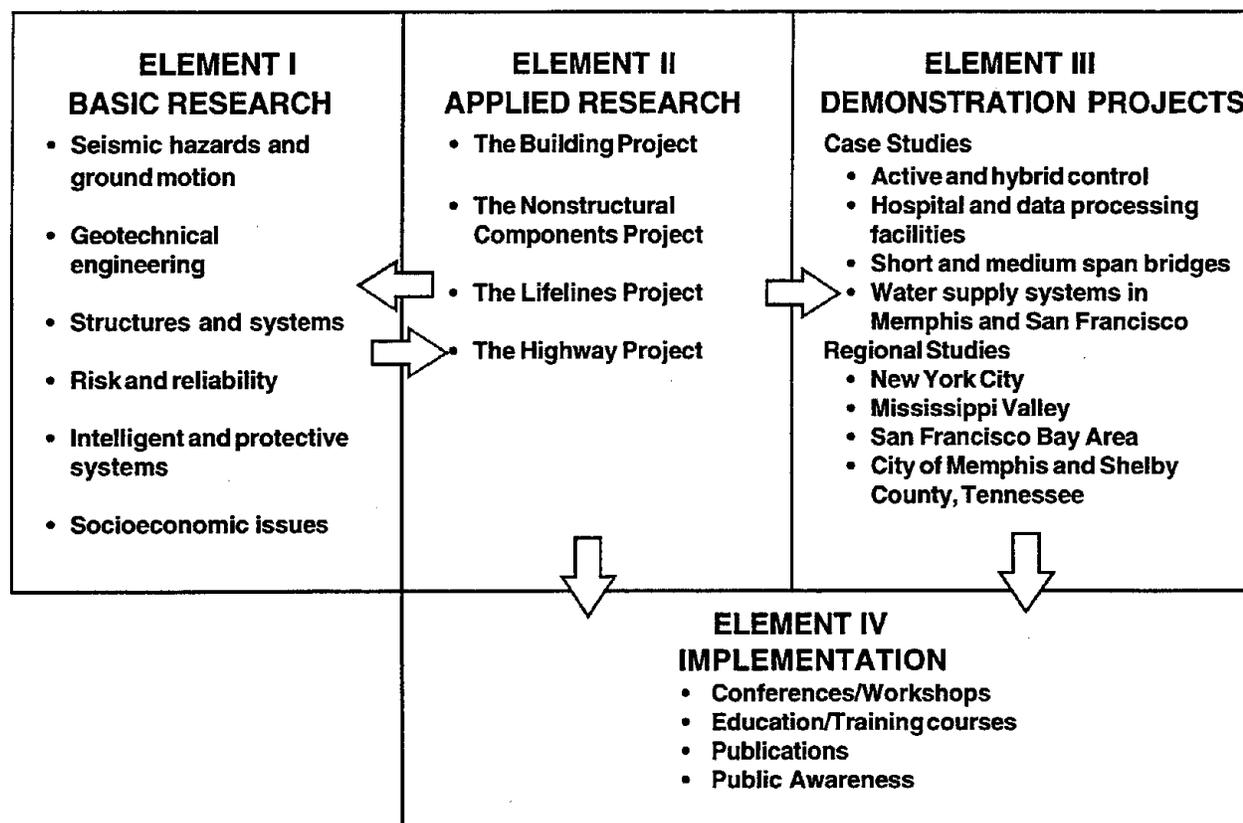 ELEMENT I
BASIC RESEARCH
• Seismic hazards and
ground motion
• Geotechnical
engineering
• Structures and systems
• Risk and reliability
• Intelligent and protective
systems
• Socioeconomic issues
ELEMENT II
APPLIED RESEARCH
• The Building Project
• The Nonstructural
Components Project
• The Lifelines Project
• The Highway Project
ELEMENT III
DEMONSTRATION PROJECTS
Case Studies
• Active and hybrid control
• Hospital and data processing
facilities
• Short and medium span bridges
• Water supply systems in
Memphis and San Francisco
Regional Studies
• New York City
• Mississippi Valley
• San Francisco Bay Area
• City of Memphis and Shelby
County, Tennessee
ELEMENT IV
IMPLEMENTATION
• Conferences/Workshops
• Education/Training courses
• Publications
• Public Awareness